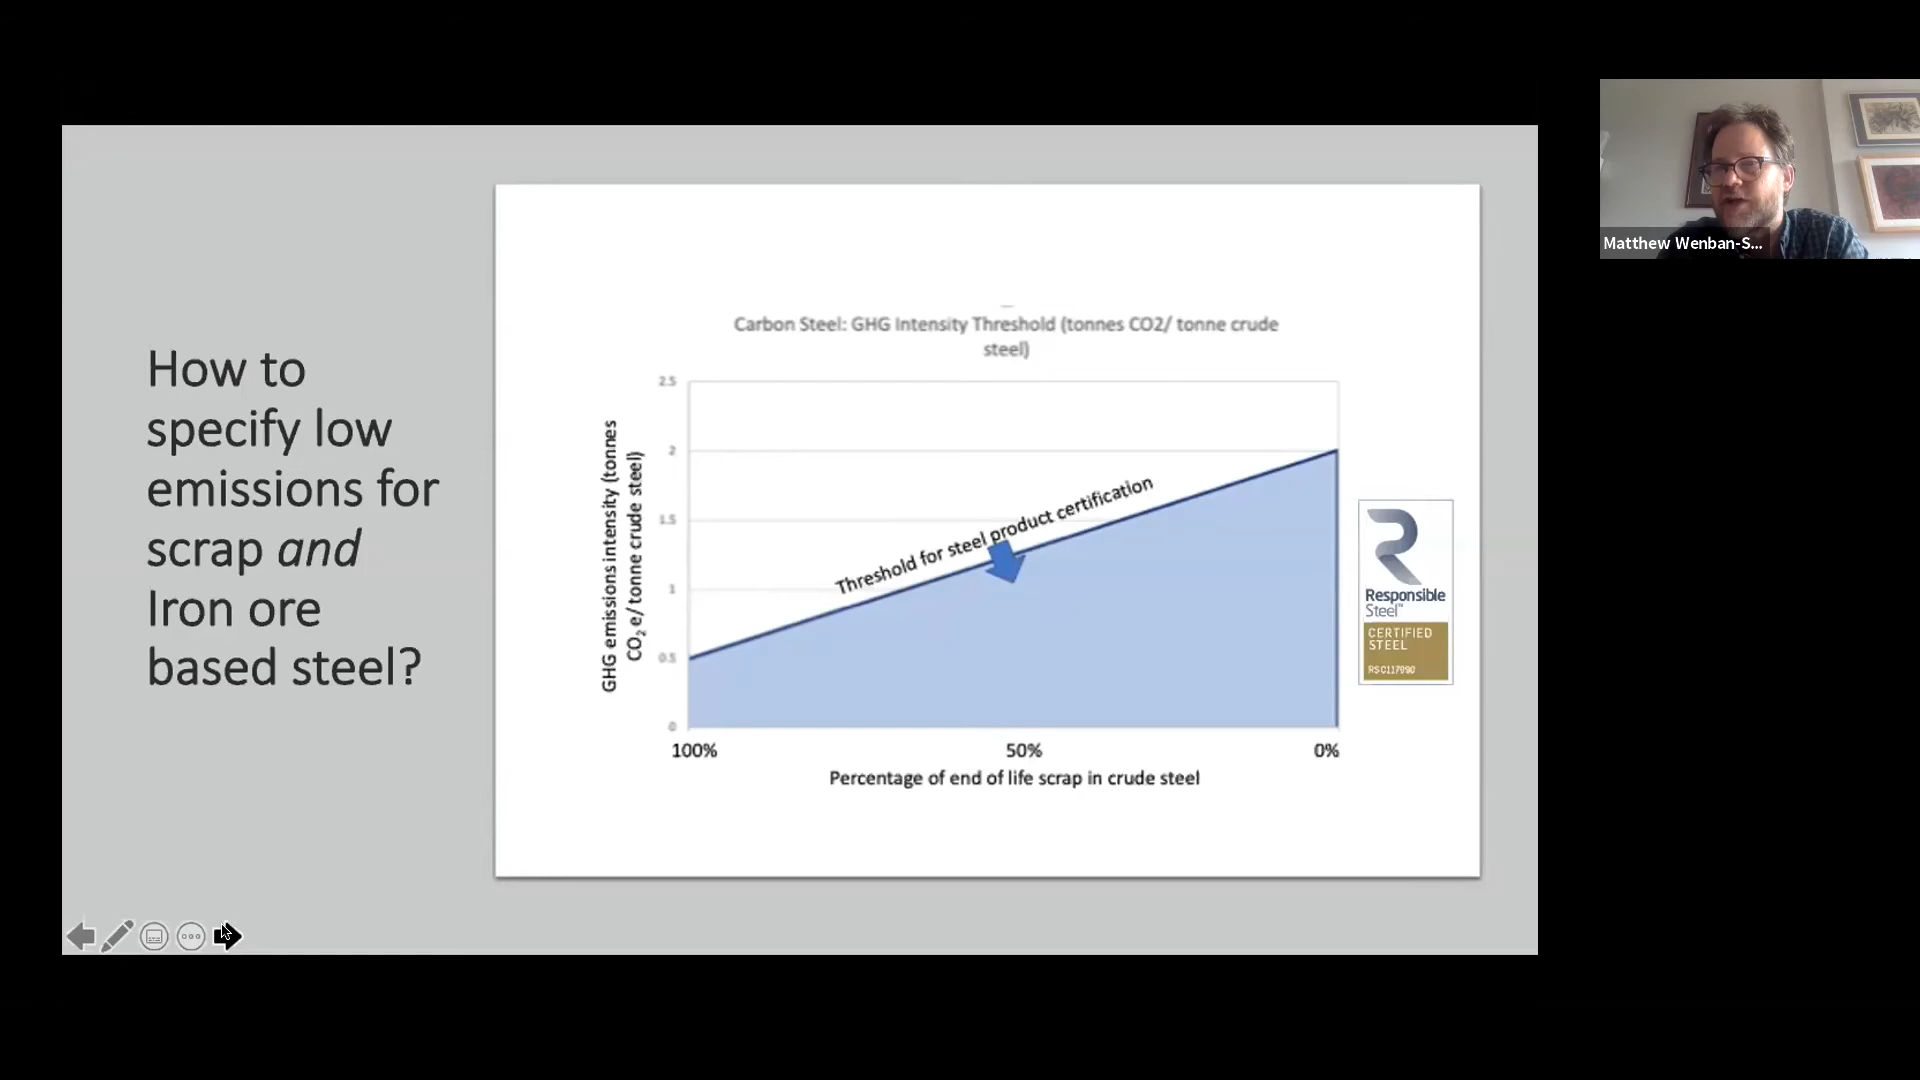 How to
specify low
emissions for
scrap and
Iron ore
based steel?
Carbon Steel: GHG Intensity Threshold (tonnes CO2/ tonne crude
steel)
GHG emissions intensity (tonnes
CO₂ e/ tonne crude steel)
2.5
2
1.5
1
0.5
0
Threshold for steel product certification
100% 50% 0%
Percentage of end of life scrap in crude steel
Responsible
Steel™
CERTIFIED
STEEL
RSC117090
Matthew Wenban-S...